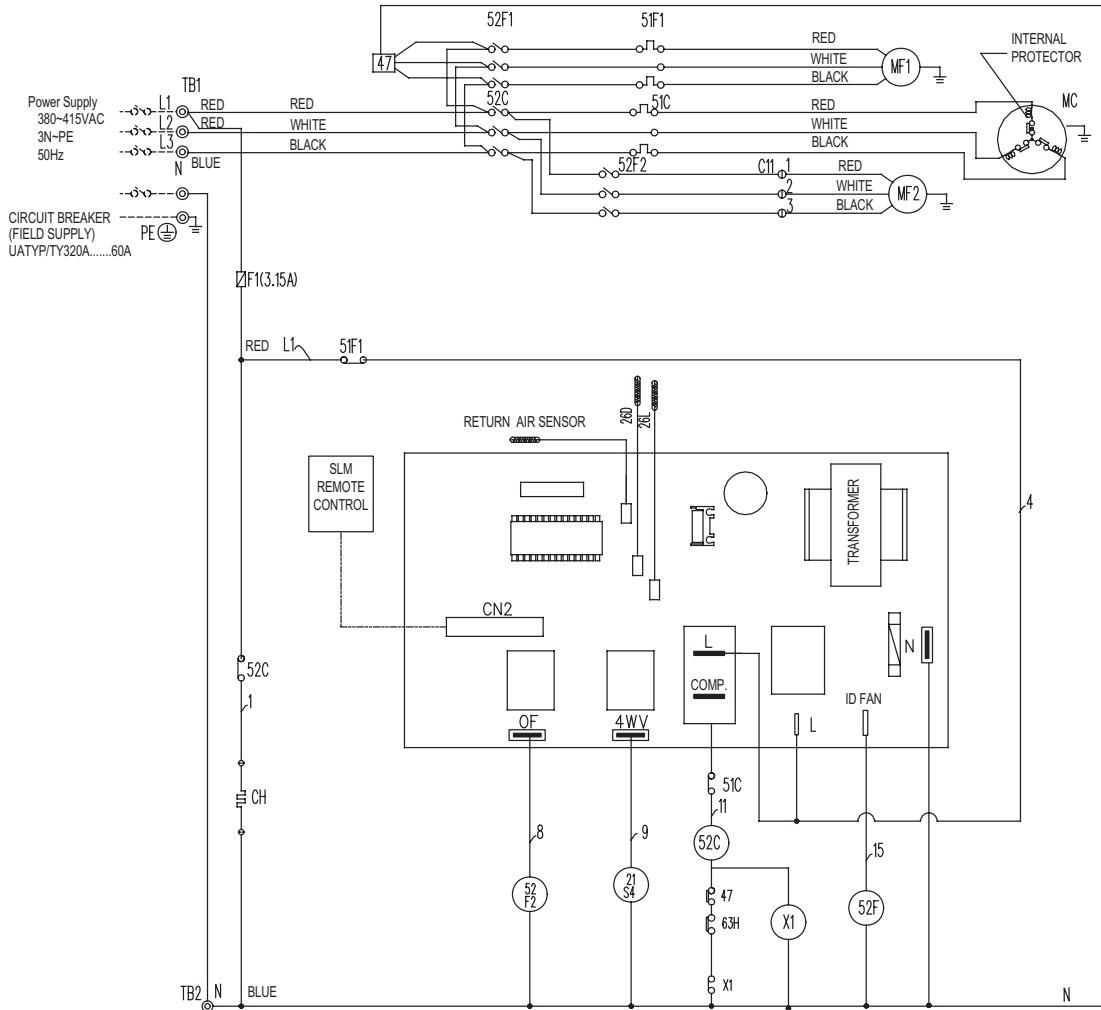 52F1
51F1
RED
WHITE
BLACK
47
MF1
INTERNAL
PROTECTOR
MC
TB1
Power Supply
380~415VAC
3N~PE
50Hz
L1
L2
L3
N
RED
RED
BLUE
RED
WHITE
BLACK
52C
51C
RED
WHITE
BLACK
52F2
C11
1
2
3
RED
WHITE
BLACK
MF2
CIRCUIT BREAKER
(FIELD SUPPLY)
UATYP/TY320A.......60A
PE
F1(3.15A)
RED
L1
51F1
26D
26L
RETURN AIR SENSOR
SLM
REMOTE
CONTROL
TRANSFORMER
4
CN2
L
COMP.
N
OF
4WV
L
ID FAN
52C
1
CH
51C
11
8
9
15
52C
52
F2
21
S4
47
63H
X1
52F
X1
TB2
N
BLUE
N